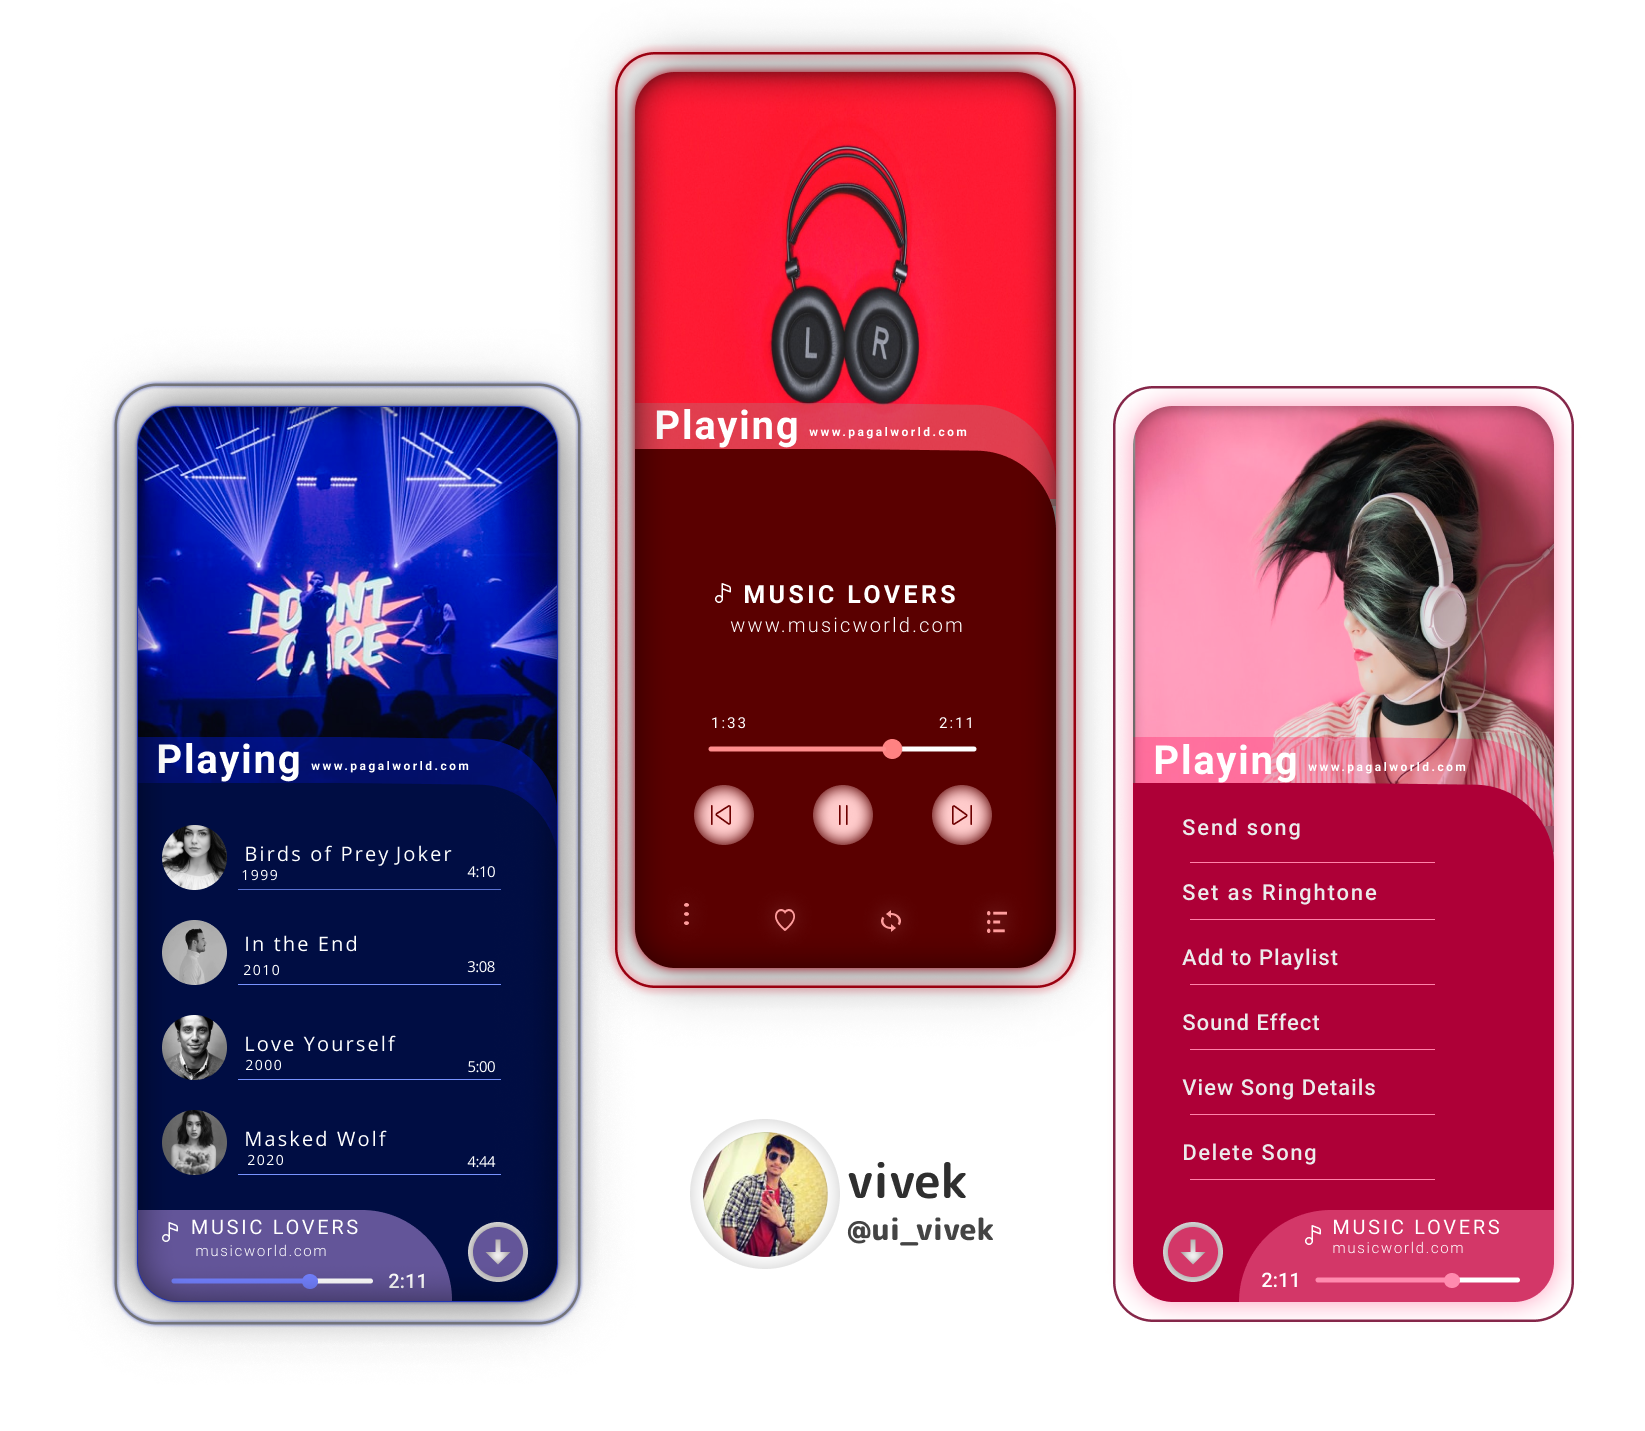 I DONT
CARE
Playing www.pagalworld.com
Birds of Prey Joker
1999
4:10
In the End
2010
3:08
Love Yourself
2000
5:00
Masked Wolf
2020
4:44
MUSIC LOVERS
musicworld.com
2:11
L R
Playing www.pagalworld.com
MUSIC LOVERS
www.musicworld.com
1:33 2:11
vivek
@ui_vivek
Playing www.pagalworld.com
Send song
Set as Ringhtone
Add to Playlist
Sound Effect
View Song Details
Delete Song
MUSIC LOVERS
musicworld.com
2:11